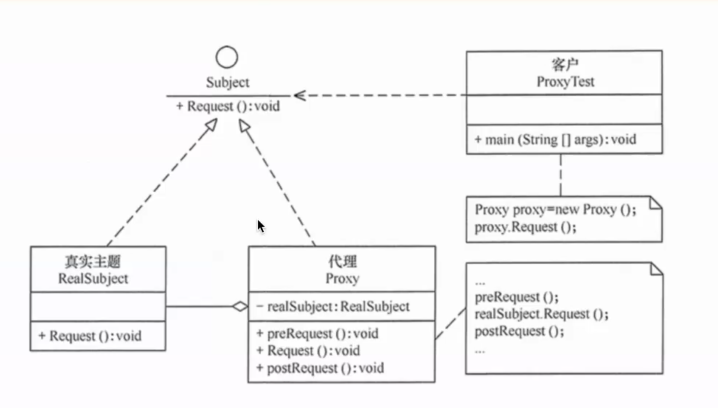 Subject
+ Request ():void
客户
ProxyTest
+ main (String [] args):void
Proxy proxy=new Proxy ();
proxy.Request ();
真实主题
RealSubject
+ Request ():void
代理
Proxy
- realSubject:RealSubject
+ preRequest ():void
+ Request ():void
+ postRequest ():void
...
preRequest ();
realSubject.Request ();
postRequest ();
...